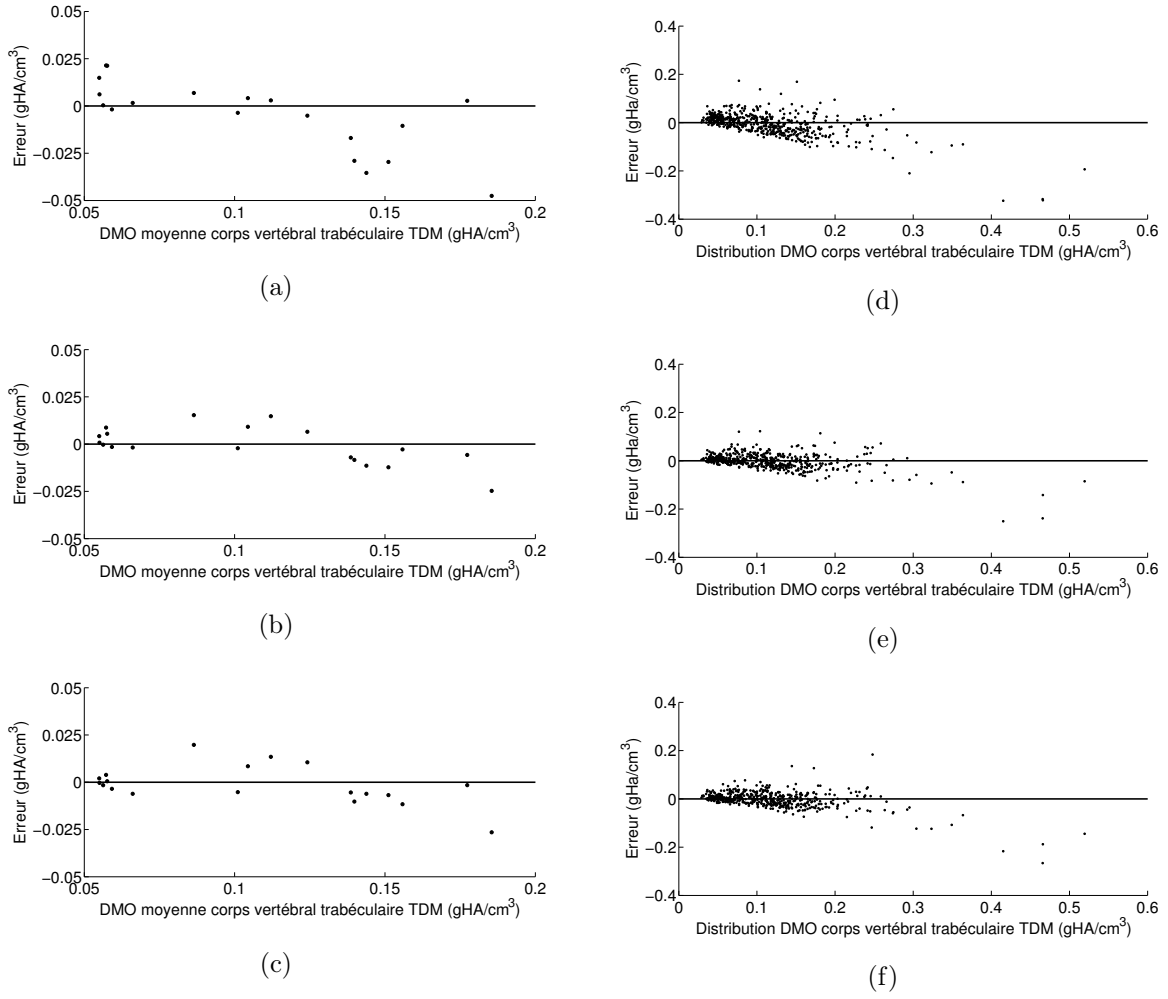 0.05
0.025
0
−0.025
−0.05
Erreur (gHA/cm³)
0.05 0.1 0.15 0.2
DMO moyenne corps vertébral trabéculaire TDM (gHA/cm³)
(a)
0.05
0.025
0
−0.025
−0.05
Erreur (gHA/cm³)
0.05 0.1 0.15 0.2
DMO moyenne corps vertébral trabéculaire TDM (gHA/cm³)
(b)
0.05
0.025
0
−0.025
−0.05
Erreur (gHA/cm³)
0.05 0.1 0.15 0.2
DMO moyenne corps vertébral trabéculaire TDM (gHA/cm³)
(c)
0.4
0.2
0
−0.2
−0.4
Erreur (gHa/cm³)
0 0.1 0.2 0.3 0.4 0.5 0.6
Distribution DMO corps vertébral trabéculaire TDM (gHA/cm³)
(d)
0.4
0.2
0
−0.2
−0.4
Erreur (gHa/cm³)
0 0.1 0.2 0.3 0.4 0.5 0.6
Distribution DMO corps vertébral trabéculaire TDM (gHA/cm³)
(e)
0.4
0.2
0
−0.2
−0.4
Erreur (gHa/cm³)
0 0.1 0.2 0.3 0.4 0.5 0.6
Distribution DMO corps vertébral trabéculaire TDM (gHA/cm³)
(f)